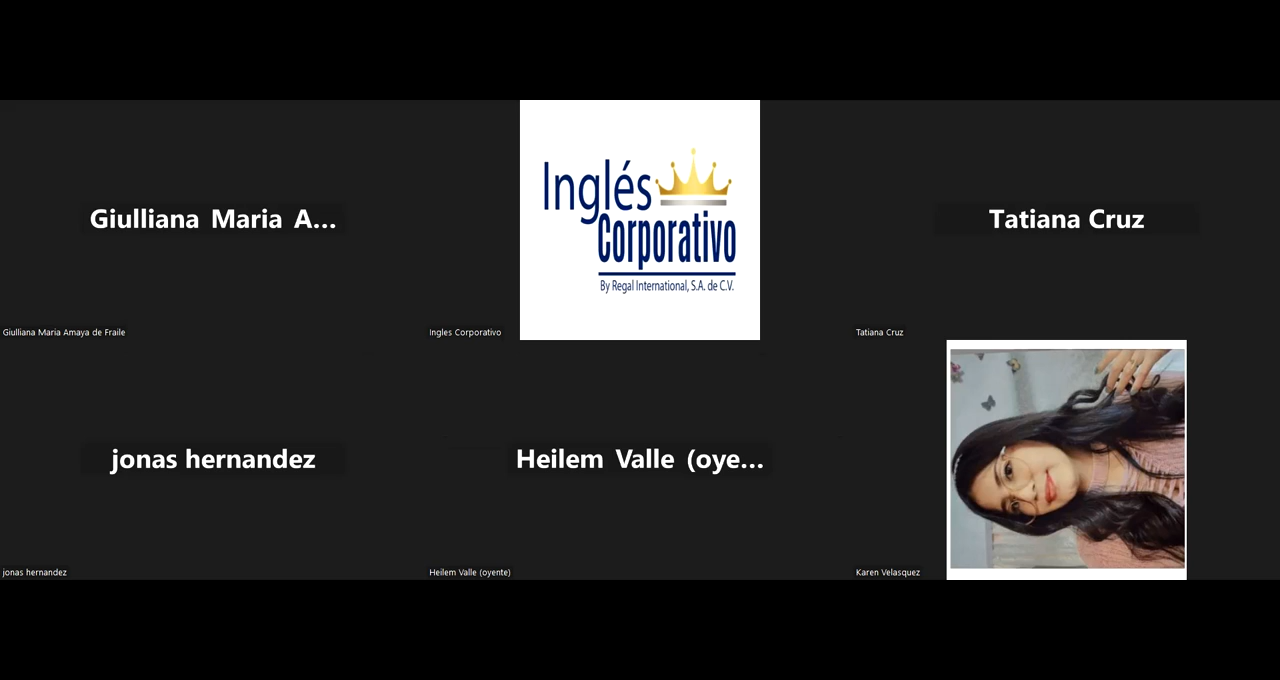 Giulliana Maria A...
Giulliana Maria Amaya de Fraile
Inglés
Corporativo
By Regal International, S.A. de C.V.
Ingles Corporativo
Tatiana Cruz
Tatiana Cruz
jonas hernandez
jonas hernandez
Heilem Valle (oye...
Heilem Valle (oyente)
Karen Velasquez